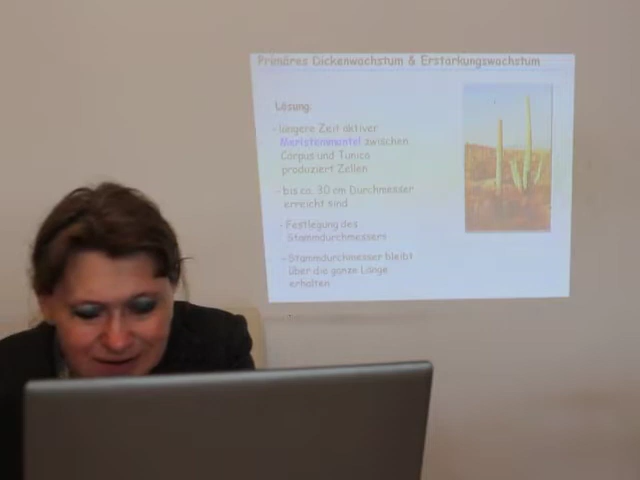 Primäres Dickenwachstum & Erstarkungswachstum
Lösung:
- längere Zeit aktiver
Meristemmantel zwischen
Corpus und Tunica
produziert Zellen
- bis ca. 30 cm Durchmesser
erreicht sind
- Festlegung des
Stammdurchmessers
- Stammdurchmesser bleibt
über die ganze Länge
erhalten